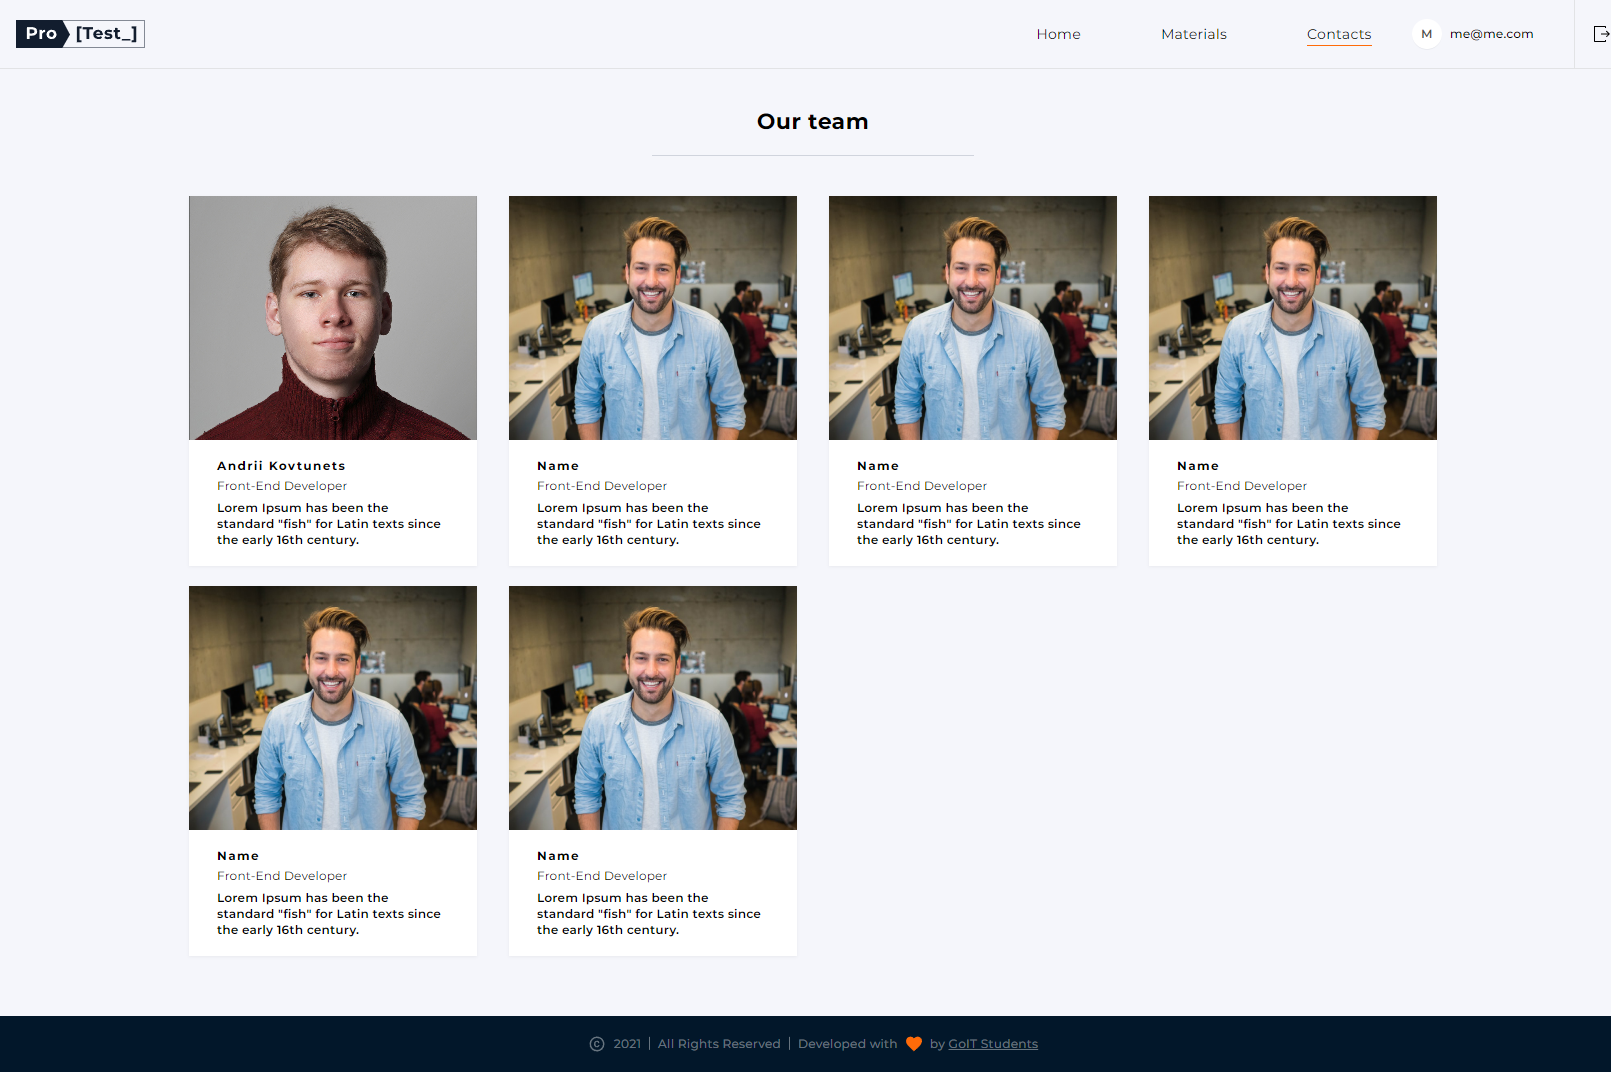 Pro [Test_]
Home Materials Contacts M me@me.com
Our team
Andrii Kovtunets
Front-End Developer
Lorem Ipsum has been the
standard "fish" for Latin texts since
the early 16th century.
Name
Front-End Developer
Lorem Ipsum has been the
standard "fish" for Latin texts since
the early 16th century.
Name
Front-End Developer
Lorem Ipsum has been the
standard "fish" for Latin texts since
the early 16th century.
Name
Front-End Developer
Lorem Ipsum has been the
standard "fish" for Latin texts since
the early 16th century.
Name
Front-End Developer
Lorem Ipsum has been the
standard "fish" for Latin texts since
the early 16th century.
Name
Front-End Developer
Lorem Ipsum has been the
standard "fish" for Latin texts since
the early 16th century.
© 2021 | All Rights Reserved | Developed with 🧡 by GoIT Students